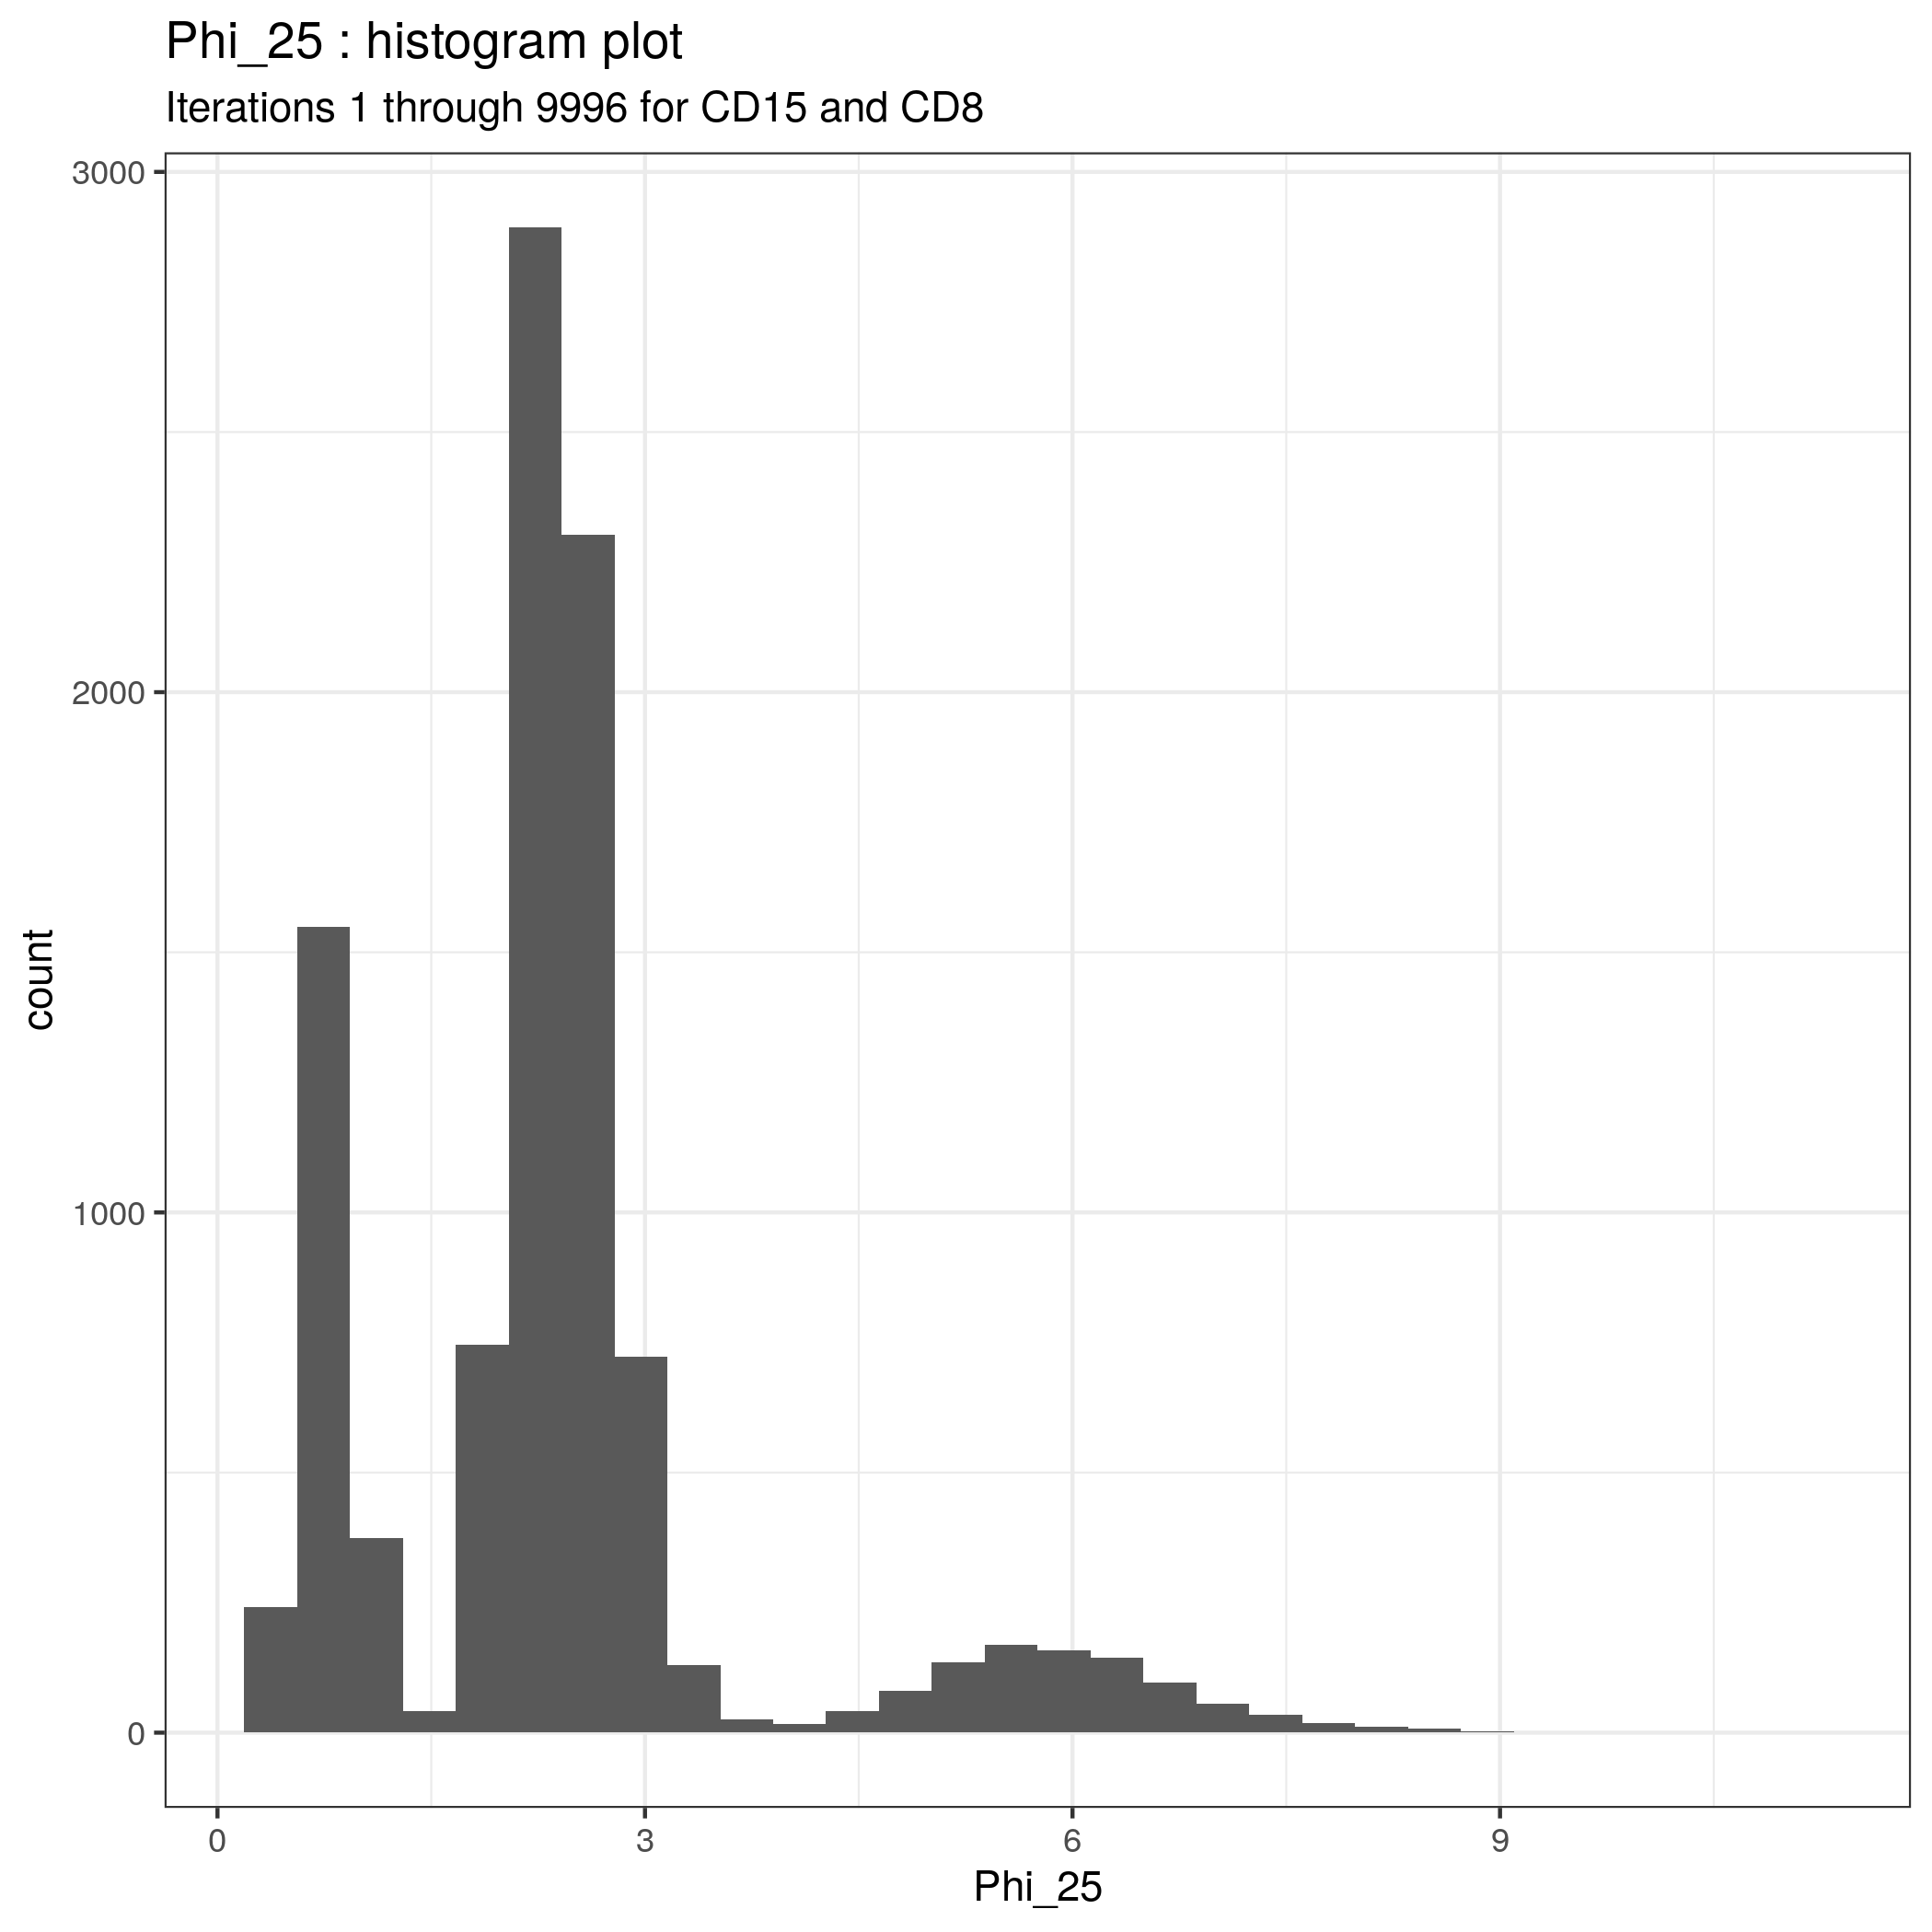 Phi_25 : histogram plot
Iterations 1 through 9996 for CD15 and CD8
3000
2000
1000
0
count
0 3 6 9
Phi_25